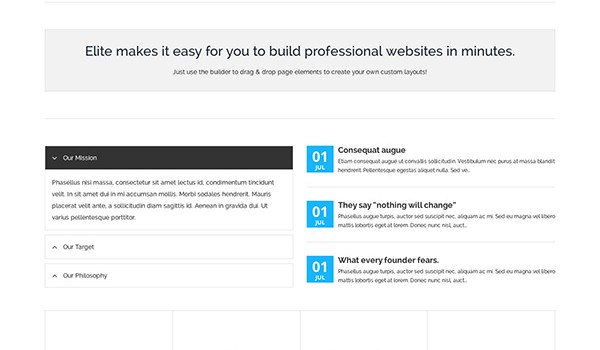 Elite makes it easy for you to build professional websites in minutes.
Just use the builder to drag & drop page elements to create your own custom layouts!
Our Mission
Phasellus nisi massa, consectetur sit amet lectus id, condimentum tincidunt
velit. In sit amet dui in mi accumsan mollis. Morbi sodales hendrerit. Mauris
placerat velit ante, a sollicitudin diam sagittis id. Aenean in gravida dui. Ut
varius pellentesque porttitor.
Our Target
Our Philosophy
01
JUL
Consequat augue
Etiam consequat augue ut convallis sollicitudin. Vestibulum nec purus at massa blandit
hendrerit. Pellentesque egestas aliquet nulla. Sed ve...
01
JUL
They say "nothing will change"
Phasellus augue turpis, auctor sed suscipit amet, aliquam ac mi. Sed eu magna vel libero
mattis lobortis eget at lorem. Donec nunc nisl, auct...
01
JUL
What every founder fears.
Phasellus augue turpis, auctor sed suscipit amet, aliquam ac mi. Sed eu magna vel libero
mattis lobortis eget at lorem. Donec nunc nisl, auct...